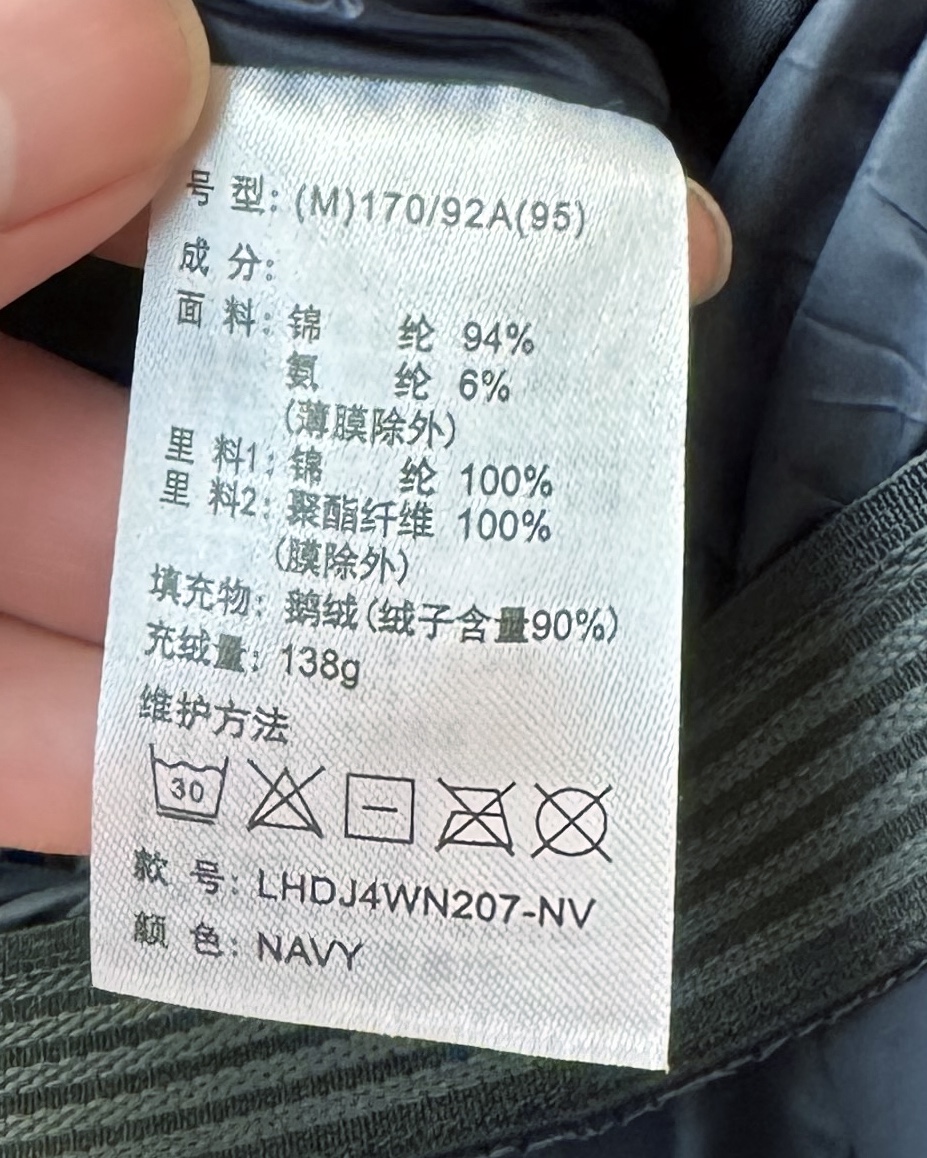 号 型: (M)170/92A(95)
成 分:
面 料: 锦 纶 94%
氨 纶 6%
(薄膜除外)
里 料1: 锦 纶 100%
里 料2: 聚酯纤维 100%
(膜除外)
填充物: 鹅绒(绒子含量90%)
充绒量: 138g
维护方法
30
款 号: LHDJ4WN207-NV
颜 色: NAVY